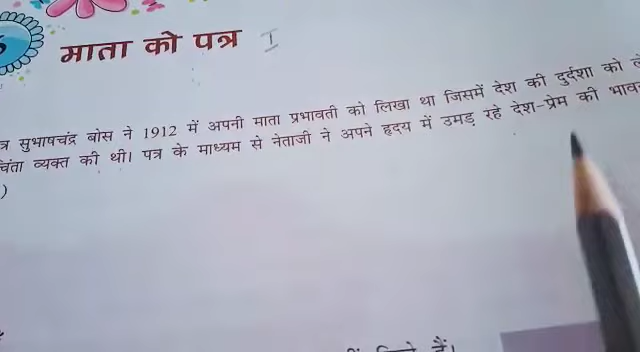 माता को पत्र I
सुभाषचंद्र बोस ने 1912 में अपनी माता प्रभावती को लिखा था जिसमें देश की दुर्दशा को
चिंता व्यक्त की थी। पत्र के माध्यम से नेताजी ने अपने हृदय में उमड़ रहे देश-प्रेम की
)
हैं।